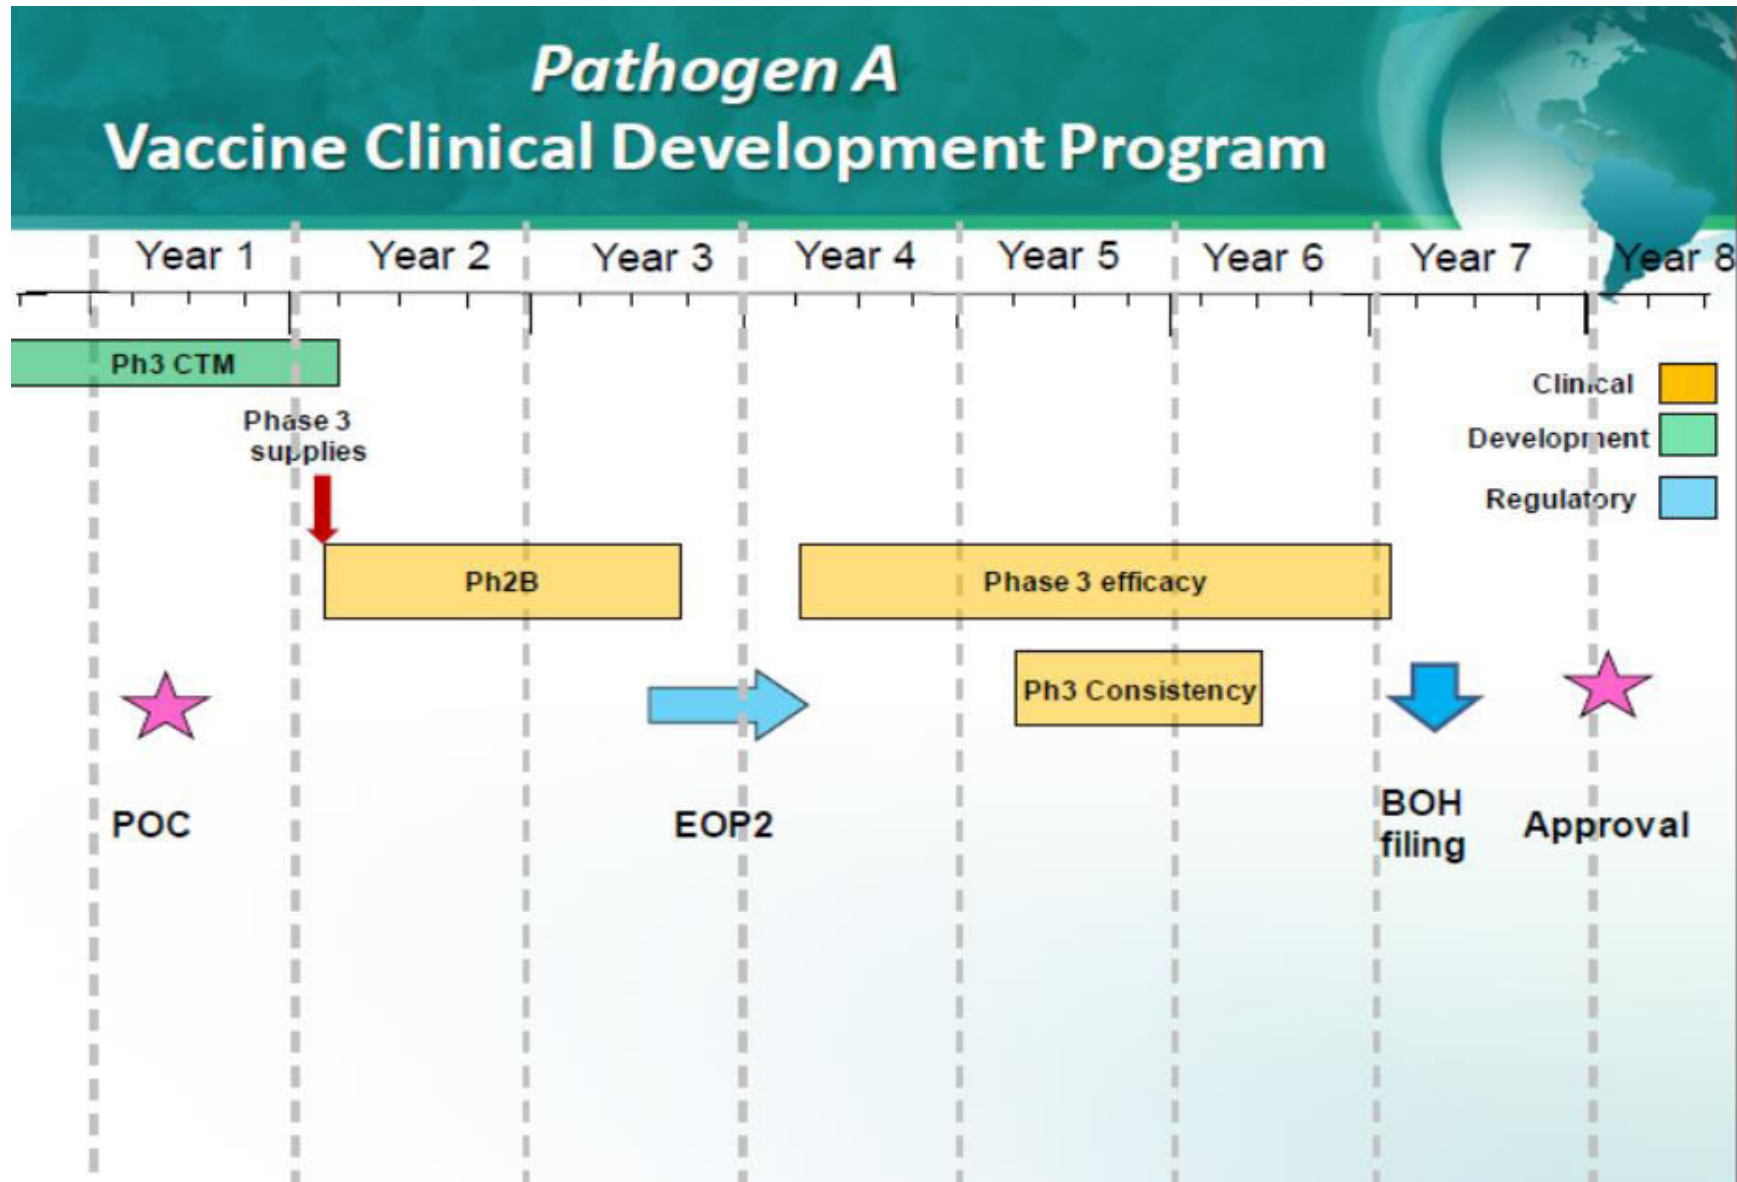 Pathogen A
Vaccine Clinical Development Program
Year 1
Year 2
Year 3
Year 4
Year 5
Year 6
Year 7
Year 8
Ph3 CTM
Clinical
Phase 3
supplies
Development
Regulatory
Ph2B
Phase 3 efficacy
Ph3 Consistency
POC
EOP2
BOH
filing
Approval